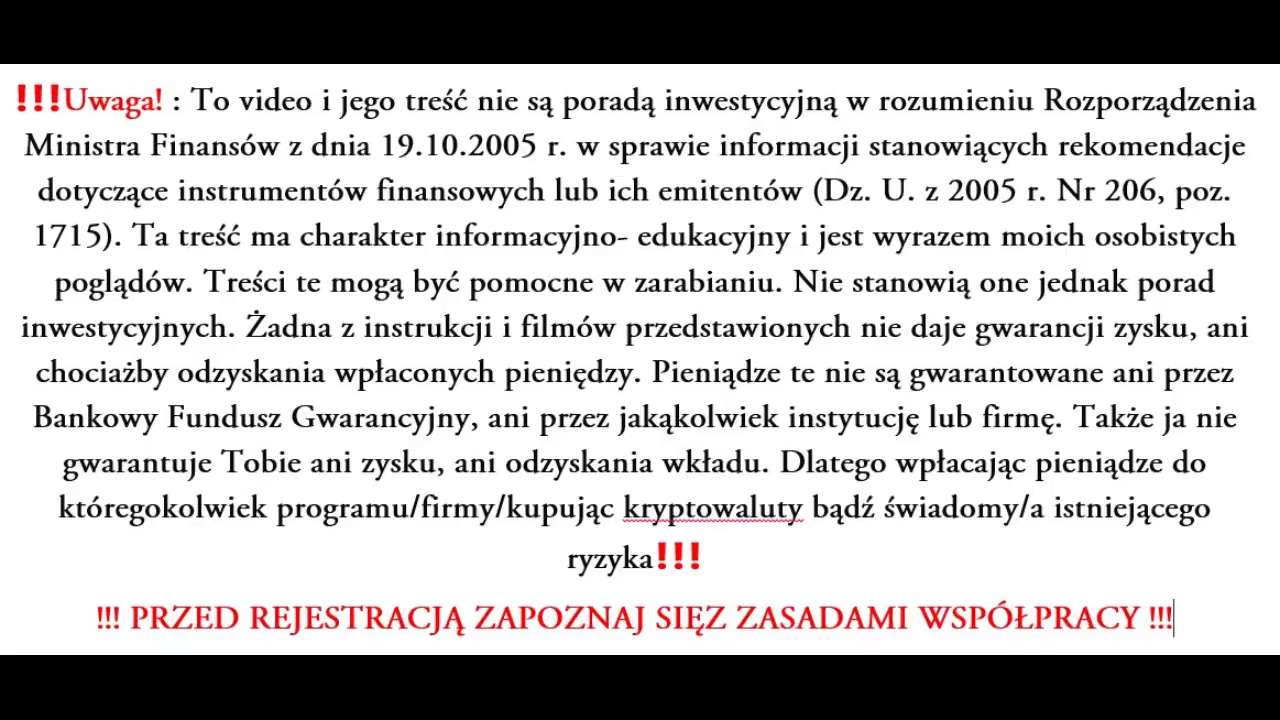 !!!Uwaga! : To video i jego treść nie są poradą inwestycyjną w rozumieniu Rozporządzenia
Ministra Finansów z dnia 19.10.2005 r. w sprawie informacji stanowiących rekomendacje
dotyczące instrumentów finansowych lub ich emitentów (Dz. U. z 2005 r. Nr 206, poz.
1715). Ta treść ma charakter informacyjno- edukacyjny i jest wyrazem moich osobistych
poglądów. Treści te mogą być pomocne w zarabianiu. Nie stanowią one jednak porad
inwestycyjnych. Żadna z instrukcji i filmów przedstawionych nie daje gwarancji zysku, ani
chociażby odzyskania wpłaconych pieniędzy. Pieniądze te nie są gwarantowane ani przez
Bankowy Fundusz Gwarancyjny, ani przez jakąkolwiek instytucję lub firmę. Także ja nie
gwarantuje Tobie ani zysku, ani odzyskania wkładu. Dlatego wpłacając pieniądze do
któregokolwiek programu/firmy/kupując kryptowaluty bądź świadomy/a istniejącego
ryzyka!!!
!!! PRZED REJESTRACJĄ ZAPOZNAJ SIĘZ ZASADAMI WSPÓŁPRACY !!!